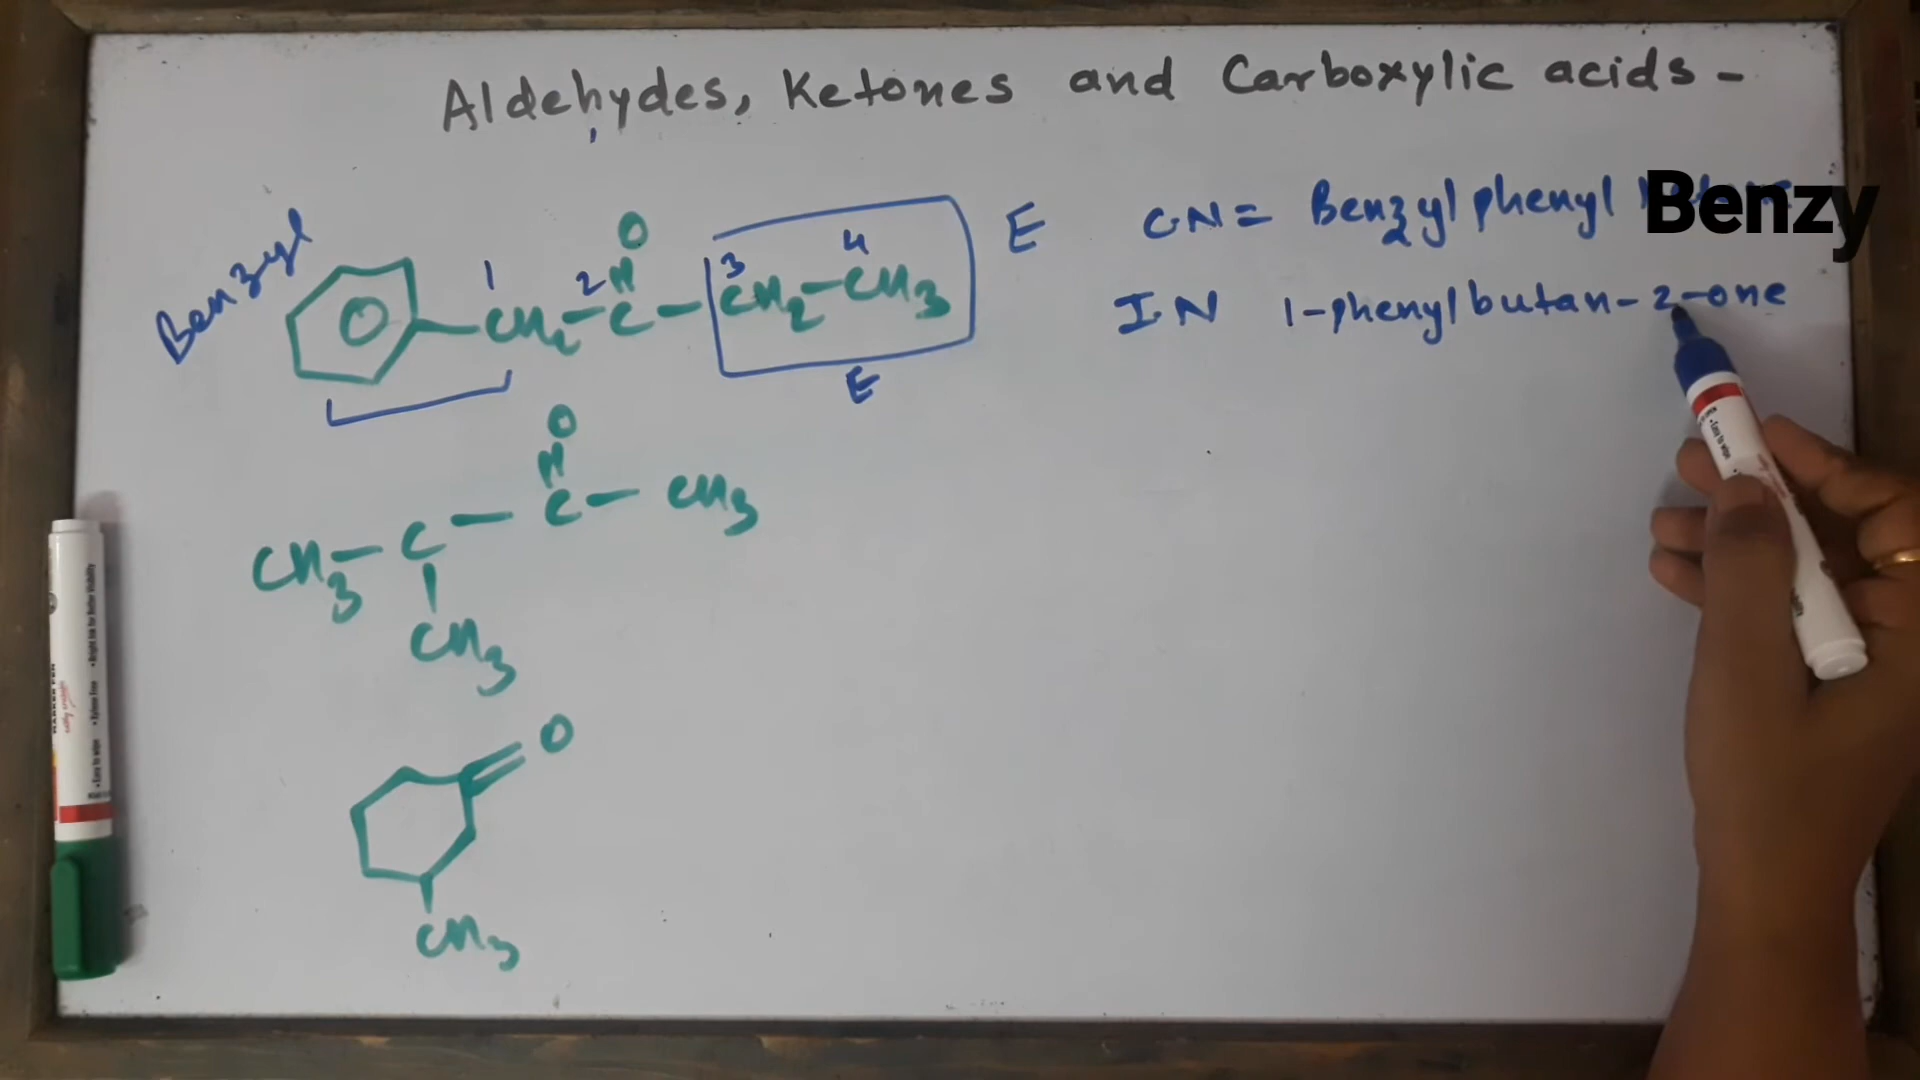 Aldehydes, Ketones and Carboxylic acids -
Benzyl
O
1 CH2 - 2 C - 3 CH2 - 4 CH3
E
E
CN = Benzyl phenyl
Benzy
I.N 1-phenylbutan-2-one
O
CH3 - C - C - CH3
CH3
O
CH3